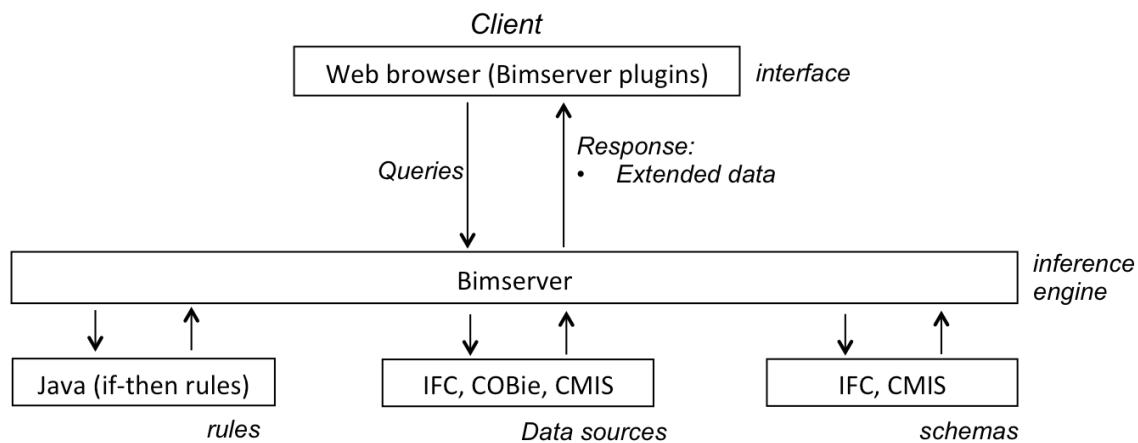 Client
Web browser (Bimserver plugins)
interface
Queries
Response:
• Extended data
Bimserver
inference
engine
Java (if-then rules)
IFC, COBie, CMIS
IFC, CMIS
rules
Data sources
schemas